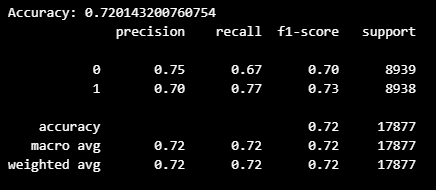 Accuracy: 0.720143200760754
precision recall f1-score support
0 0.75 0.67 0.70 8939
1 0.70 0.77 0.73 8938
accuracy 0.72 17877
macro avg 0.72 0.72 0.72 17877
weighted avg 0.72 0.72 0.72 17877